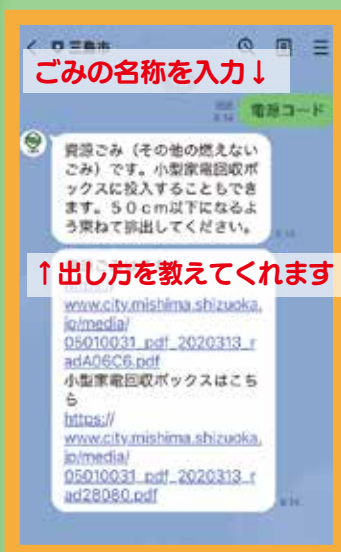 三島市
ごみの名称を入力↓
電源コード
資源ごみ（その他の燃えない
ごみ）です。小型家電回収ボ
ックスに投入することもでき
ます。５０ｃｍ以下になるよ
う束ねて排出してください。
↑出し方を教えてくれます
www.city.mishima.shizuoka.
jp/media/
05010031_pdf_2020313_r
adA06C6.pdf
小型家電回収ボックスはこち
ら
https://
www.city.mishima.shizuoka.
jp/media/
05010031_pdf_2020313_r
ad28080.pdf